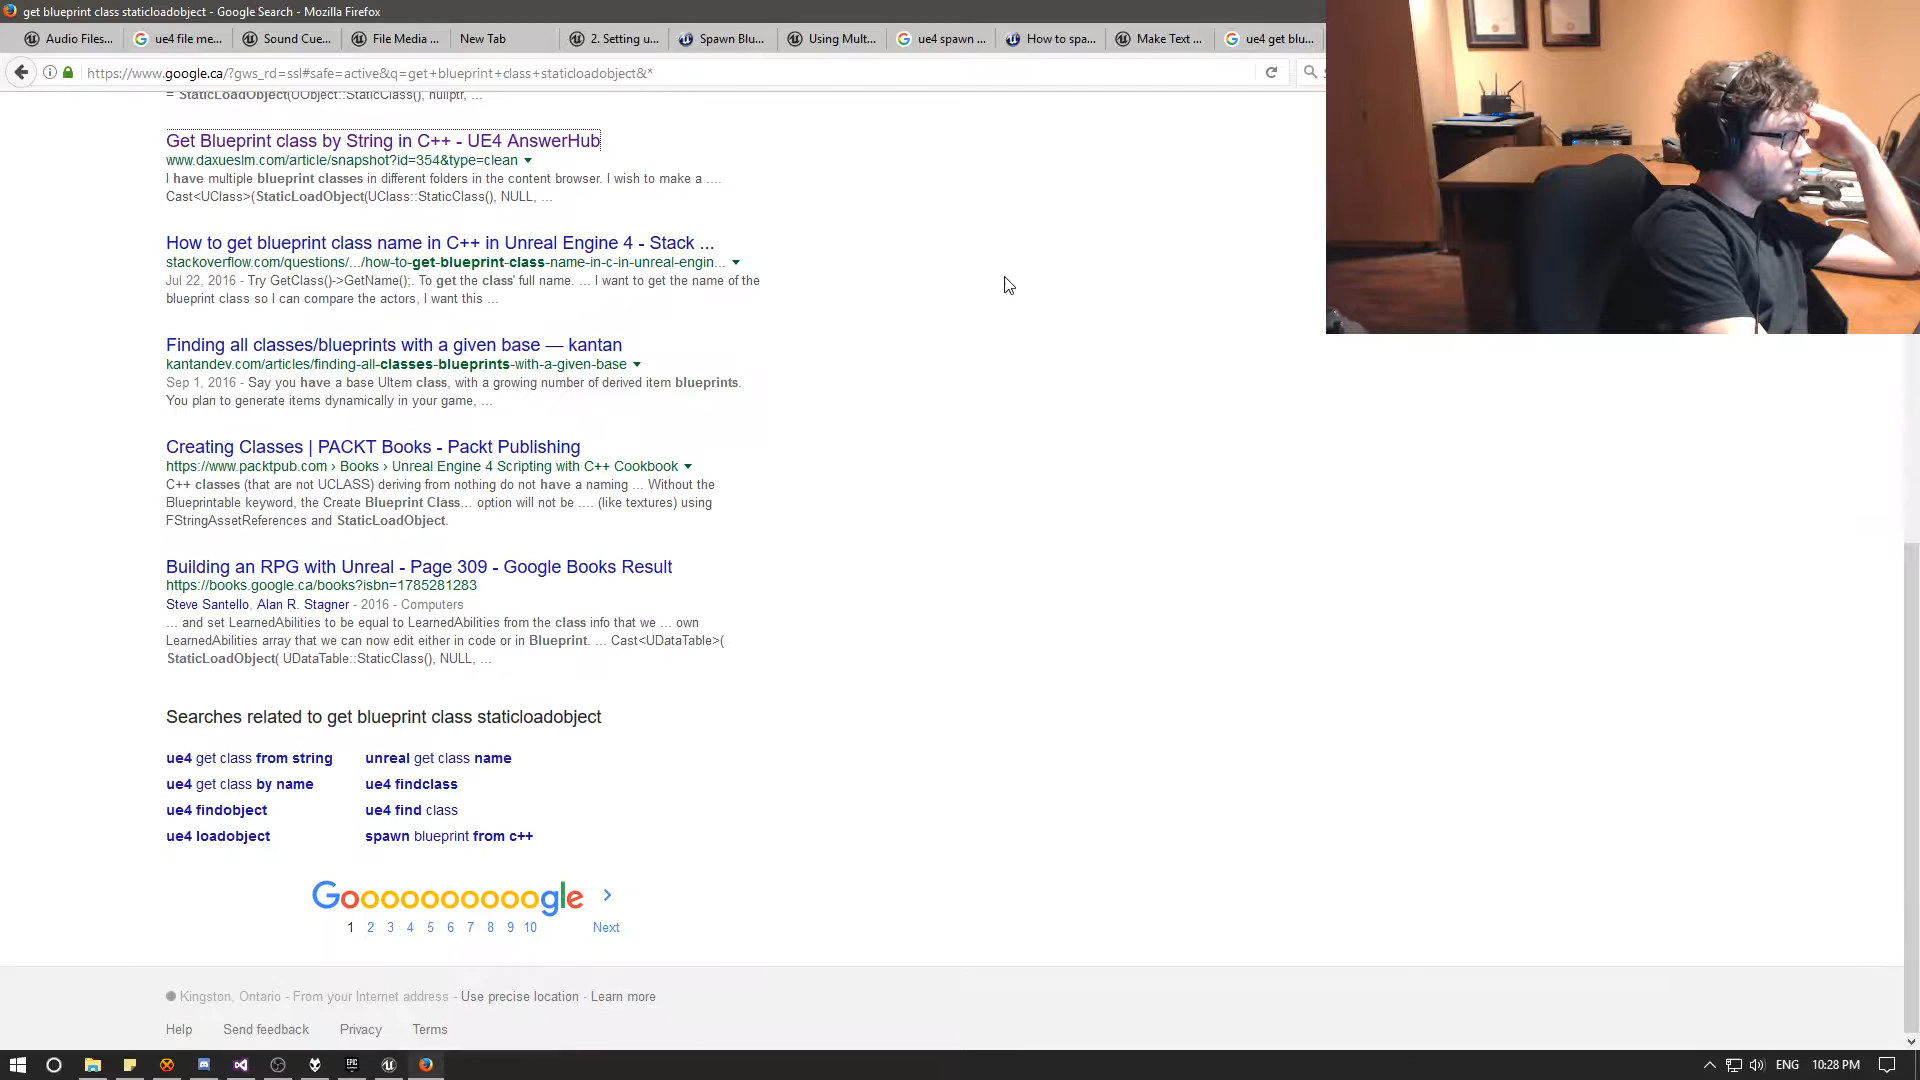 get blueprint class staticloadobject - Google Search - Mozilla Firefox
Audio Files...
ue4 file me...
Sound Cue...
File Media ...
New Tab
2. Setting u...
Spawn Blu...
Using Mult...
ue4 spawn ...
How to spa...
Make Text ...
ue4 get blu...
https://www.google.ca/?gws_rd=ssl#safe=active&q=get+blueprint+class+staticloadobject&*
= StaticLoadObject(UObject::StaticClass(), nullptr, ...
Get Blueprint class by String in C++ - UE4 AnswerHub
www.daxueslm.com/article/snapshot?id=354&type=clean
I have multiple blueprint classes in different folders in the content browser. I wish to make a ....
Cast<UClass>(StaticLoadObject(UClass::StaticClass(), NULL, ...
How to get blueprint class name in C++ in Unreal Engine 4 - Stack ...
stackoverflow.com/questions/.../how-to-get-blueprint-class-name-in-c-in-unreal-engin...
Jul 22, 2016 - Try GetClass()->GetName();. To get the class' full name. ... I want to get the name of the
blueprint class so I can compare the actors, I want this ...
Finding all classes/blueprints with a given base — kantan
kantandev.com/articles/finding-all-classes-blueprints-with-a-given-base
Sep 1, 2016 - Say you have a base UItem class, with a growing number of derived item blueprints.
You plan to generate items dynamically in your game, ...
Creating Classes | PACKT Books - Packt Publishing
https://www.packtpub.com › Books › Unreal Engine 4 Scripting with C++ Cookbook
C++ classes (that are not UCLASS) deriving from nothing do not have a naming ... Without the
Blueprintable keyword, the Create Blueprint Class... option will not be .... (like textures) using
FStringAssetReferences and StaticLoadObject.
Building an RPG with Unreal - Page 309 - Google Books Result
https://books.google.ca/books?isbn=1785281283
Steve Santello, Alan R. Stagner - 2016 - Computers
... and set LearnedAbilities to be equal to LearnedAbilities from the class info that we ... own
LearnedAbilities array that we can now edit either in code or in Blueprint. ... Cast<UDataTable>(
StaticLoadObject( UDataTable::StaticClass(), NULL, ...
Searches related to get blueprint class staticloadobject
ue4 get class from string
unreal get class name
ue4 get class by name
ue4 findclass
ue4 findobject
ue4 find class
ue4 loadobject
spawn blueprint from c++
Goooooooooogle
1 2 3 4 5 6 7 8 9 10 Next
Kingston, Ontario - From your Internet address - Use precise location - Learn more
Help Send feedback Privacy Terms
EPIC
ENG
10:28 PM